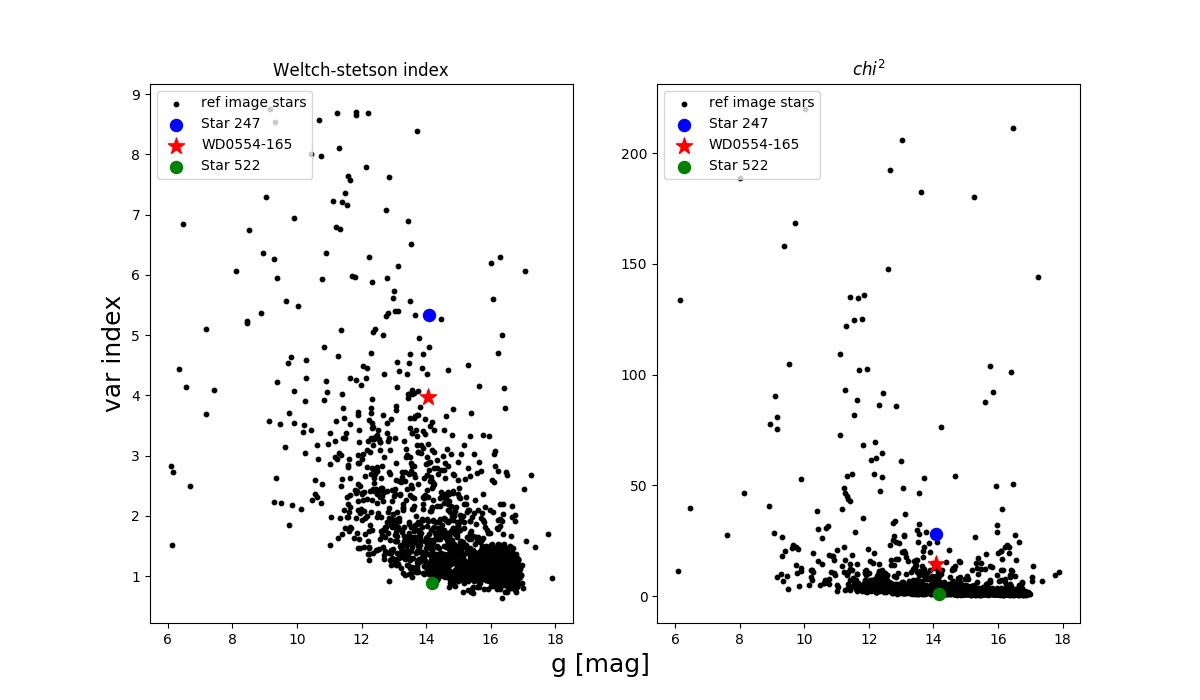 Weltch-stetson index
chi²
ref image stars
Star 247
WD0554-165
Star 522
ref image stars
Star 247
WD0554-165
Star 522
var index
9
8
7
6
5
4
3
2
1
200
150
100
50
0
6 8 10 12 14 16 18
6 8 10 12 14 16 18
g [mag]